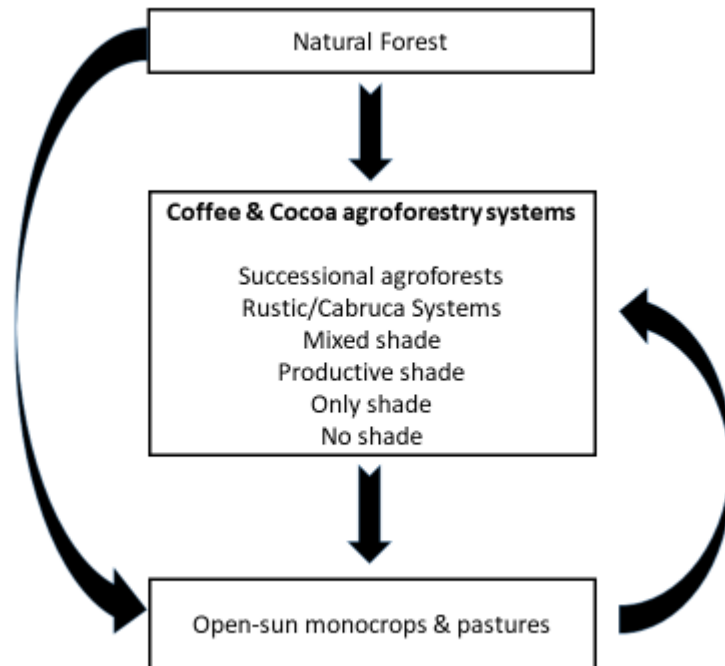 Natural Forest
Coffee & Cocoa agroforestry systems
Successional agroforests
Rustic/Cabruca Systems
Mixed shade
Productive shade
Only shade
No shade
Open-sun monocrops & pastures